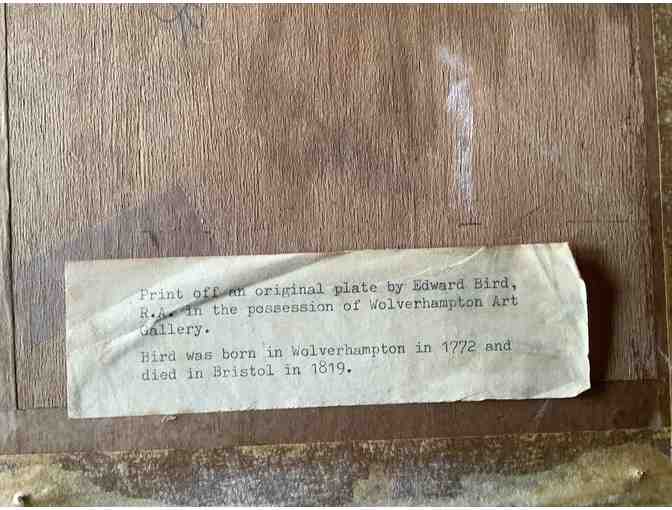 Print off an original plate by Edward Bird,
R.A. in the possession of Wolverhampton Art
Gallery.
Bird was born in Wolverhampton in 1772 and
died in Bristol in 1819.